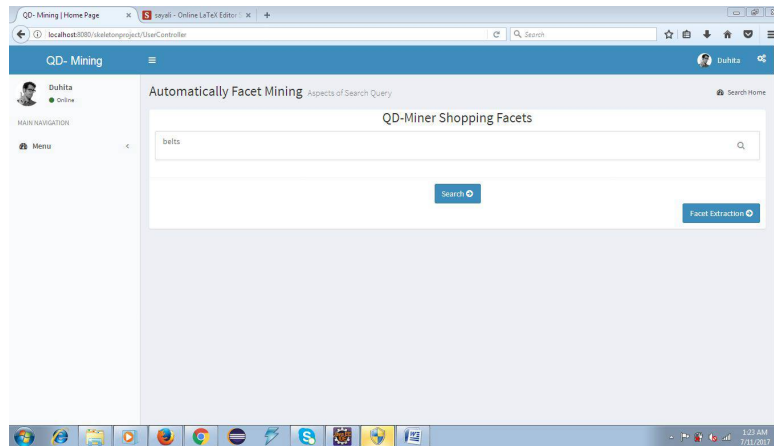 QD- Mining | Home Page
sayali – Online LaTeX Editor
localhost:8080/skeletonproject/UserController
Search
QD- Mining
Duhita
Duhita
Online
Automatically Facet Mining Aspects of Search Query
Search Home
MAIN NAVIGATION
Menu
QD-Miner Shopping Facets
belts
Search
Facet Extraction
1:23 AM
7/11/2017